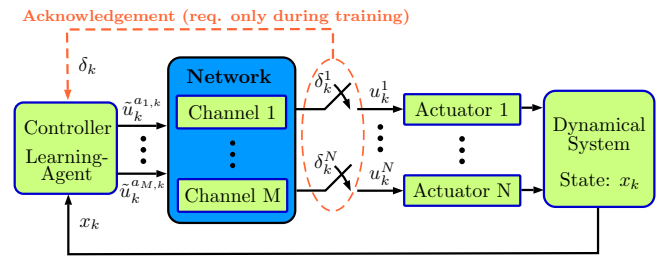 Acknowledgement (req. only during training)
δ_k
Network
Controller
Learning-
Agent
ũ_k^{a_{1,k}}
ũ_k^{a_{M,k}}
Channel 1
Channel M
δ_k^1
δ_k^N
u_k^1
u_k^N
Actuator 1
Actuator N
Dynamical
System
State: x_k
x_k